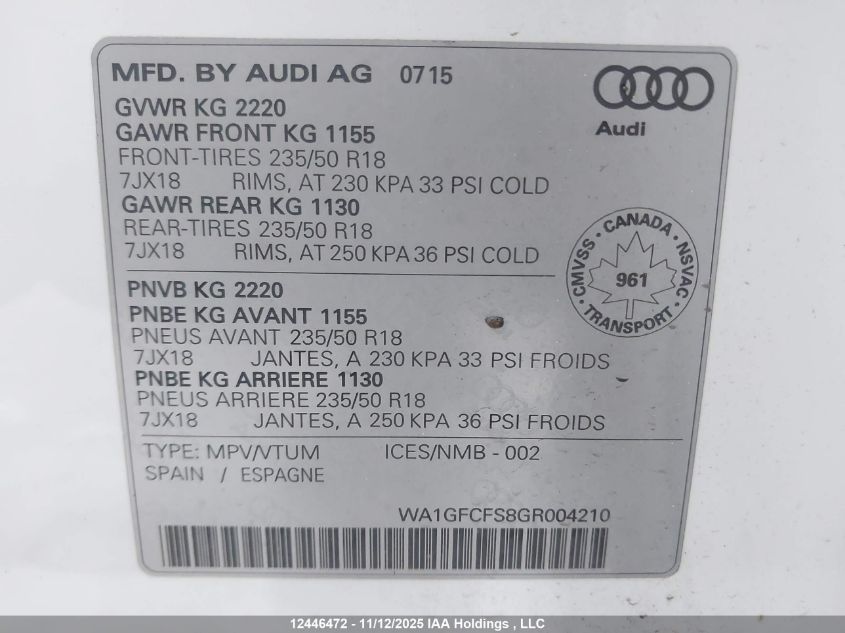 MFD. BY AUDI AG 0715
Audi
GVWR KG 2220
GAWR FRONT KG 1155
FRONT-TIRES 235/50 R18
7JX18 RIMS, AT 230 KPA 33 PSI COLD
GAWR REAR KG 1130
REAR-TIRES 235/50 R18
7JX18 RIMS, AT 250 KPA 36 PSI COLD
CMVSS • CANADA • NSVAC • TRANSPORT •
961
PNVB KG 2220
PNBE KG AVANT 1155
PNEUS AVANT 235/50 R18
7JX18 JANTES, A 230 KPA 33 PSI FROIDS
PNBE KG ARRIERE 1130
PNEUS ARRIERE 235/50 R18
7JX18 JANTES, A 250 KPA 36 PSI FROIDS
TYPE: MPV/VTUM ICES/NMB - 002
SPAIN / ESPAGNE
WA1GFCFS8GR004210
12446472 - 11/12/2025 IAA Holdings , LLC